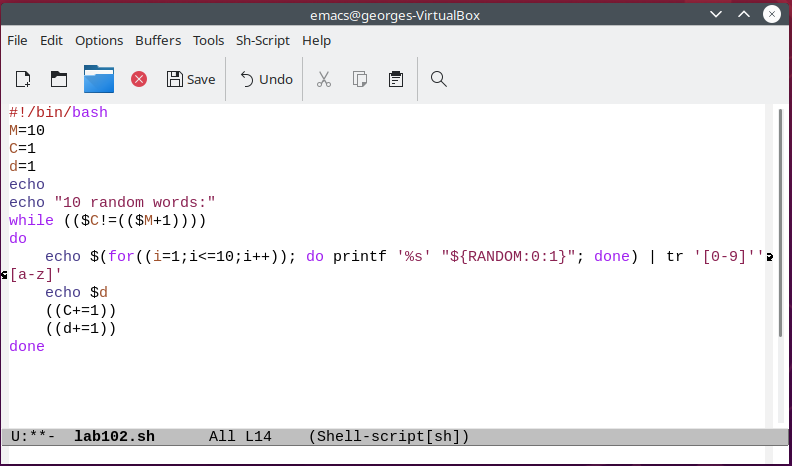 emacs@georges-VirtualBox
File Edit Options Buffers Tools Sh-Script Help
Save Undo
#!/bin/bash
M=10
C=1
d=1
echo
echo "10 random words:"
while (($C!=(($M+1))))
do
    echo $(for((i=1;i<=10;i++)); do printf '%s' "${RANDOM:0:1}"; done) | tr '[0-9]''
[a-z]'
    echo $d
    ((C+=1))
    ((d+=1))
done
U:**-  lab102.sh      All L14    (Shell-script[sh])